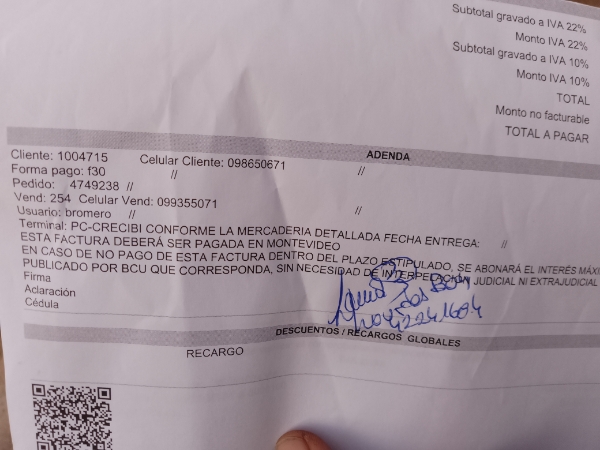 Subtotal gravado a IVA 22%
Monto IVA 22%
Subtotal gravado a IVA 10%
Monto IVA 10%
TOTAL
Monto no facturable
TOTAL A PAGAR
ADENDA
Cliente: 1004715 Celular Cliente: 098650671 //
Forma pago: f30 //
Pedido: 4749238 //
Vend: 254 Celular Vend: 099355071 //
Usuario: bromero //
Terminal: PC-CRECIBI CONFORME LA MERCADERIA DETALLADA FECHA ENTREGA: //
ESTA FACTURA DEBERÁ SER PAGADA EN MONTEVIDEO
EN CASO DE NO PAGO DE ESTA FACTURA DENTRO DEL PLAZO ESTIPULADO, SE ABONARÁ EL INTERÉS MÁXI
PUBLICADO POR BCU QUE CORRESPONDA, SIN NECESIDAD DE INTERPELACIÓN JUDICIAL NI EXTRAJUDICIAL
Firma
Aclaración
Cédula
42241604
DESCUENTOS / RECARGOS GLOBALES
RECARGO